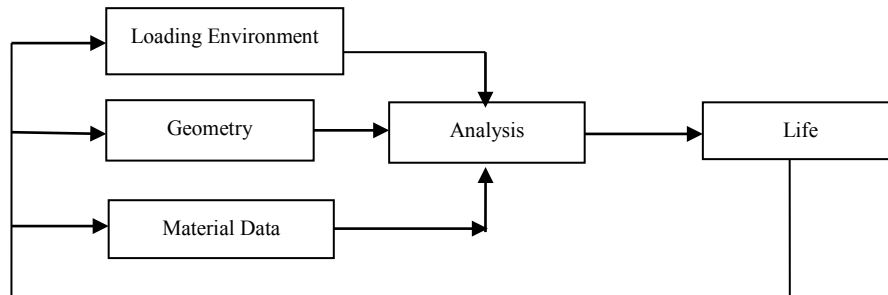 Loading Environment
Geometry
Analysis
Life
Material Data